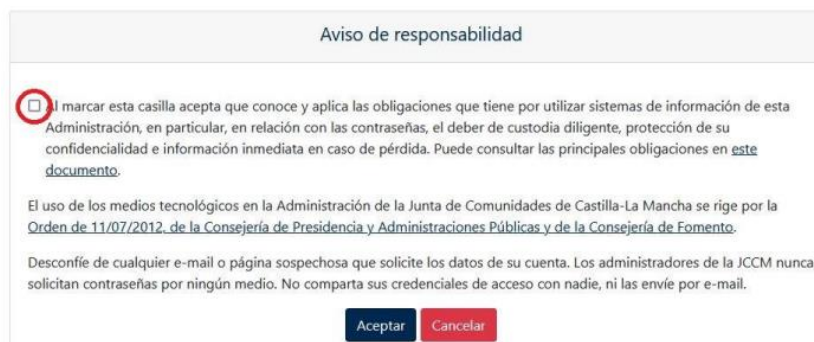 Aviso de responsabilidad
Al marcar esta casilla acepta que conoce y aplica las obligaciones que tiene por utilizar sistemas de información de esta
Administración, en particular, en relación con las contraseñas, el deber de custodia diligente, protección de su
confidencialidad e información inmediata en caso de pérdida. Puede consultar las principales obligaciones en este
documento.
El uso de los medios tecnológicos en la Administración de la Junta de Comunidades de Castilla-La Mancha se rige por la
Orden de 11/07/2012, de la Consejería de Presidencia y Administraciones Públicas y de la Consejería de Fomento.
Desconfíe de cualquier e-mail o página sospechosa que solicite los datos de su cuenta. Los administradores de la JCCM nunca
solicitan contraseñas por ningún medio. No comparta sus credenciales de acceso con nadie, ni las envíe por e-mail.
Aceptar Cancelar